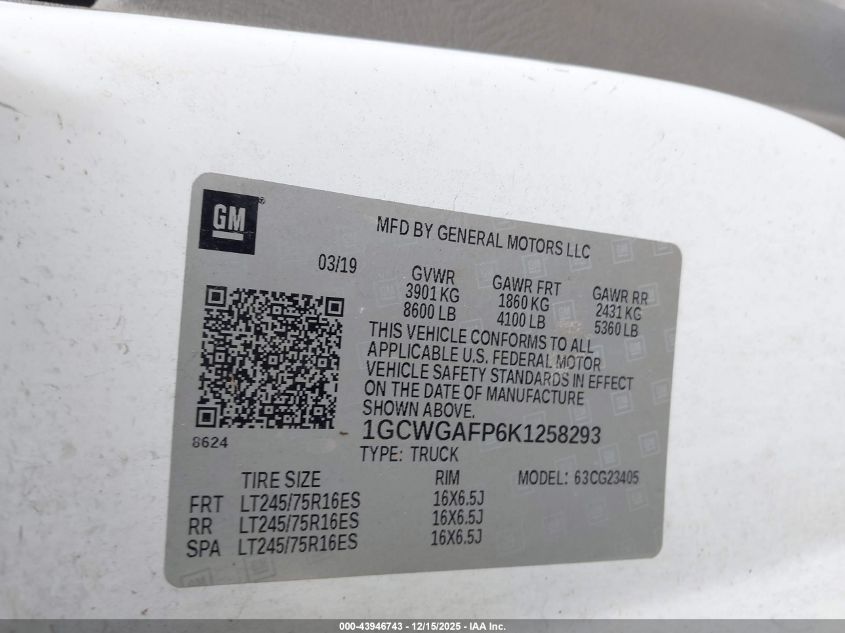 GM®
MFD BY GENERAL MOTORS LLC
03/19
GVWR GAWR FRT GAWR RR
3901 KG 1860 KG 2431 KG
8600 LB 4100 LB 5360 LB
THIS VEHICLE CONFORMS TO ALL
APPLICABLE U.S. FEDERAL MOTOR
VEHICLE SAFETY STANDARDS IN EFFECT
ON THE DATE OF MANUFACTURE
SHOWN ABOVE.
8624
1GCWGAFP6K1258293
TYPE: TRUCK
TIRE SIZE RIM MODEL: 63CG23405
FRT LT245/75R16ES 16X6.5J
RR LT245/75R16ES 16X6.5J
SPA LT245/75R16ES 16X6.5J
000-43946743 - 12/15/2025 - IAA Inc.